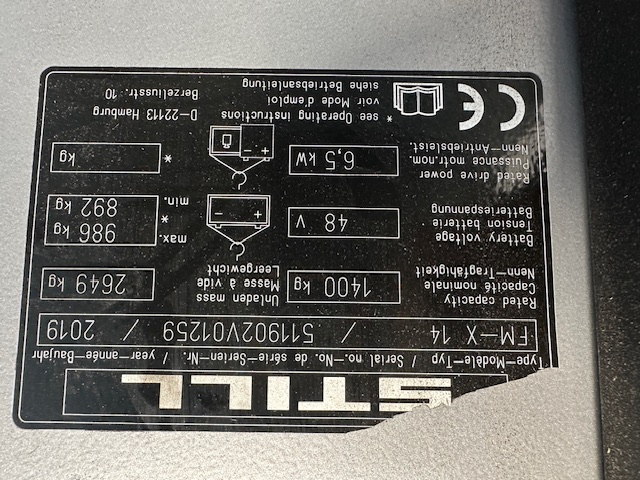 STILL
Type-Modèle-Typ / Serial no.-No. de série-Serien-Nr. / year-année-Baujahr
FM-X 14 / 511902V01259 / 2019
Rated capacity
Capacité nominale
Nenn-Tragfähigkeit
1400 kg
Unladen mass
Masse à vide
Leergewicht
2649 kg
Battery voltage
Tension batterie
Batteriespannung
48 V
- +
max.
*
min.
986 kg
892 kg
Rated drive power
Puissance motr.nom.
Nenn-Antriebsleist.
6,5 kW
- +
*
kg
CE
* see Operating instructions
voir Mode d'emploi
siehe Betriebsanleitung
Berzeliusstr. 10
D-22113 Hamburg